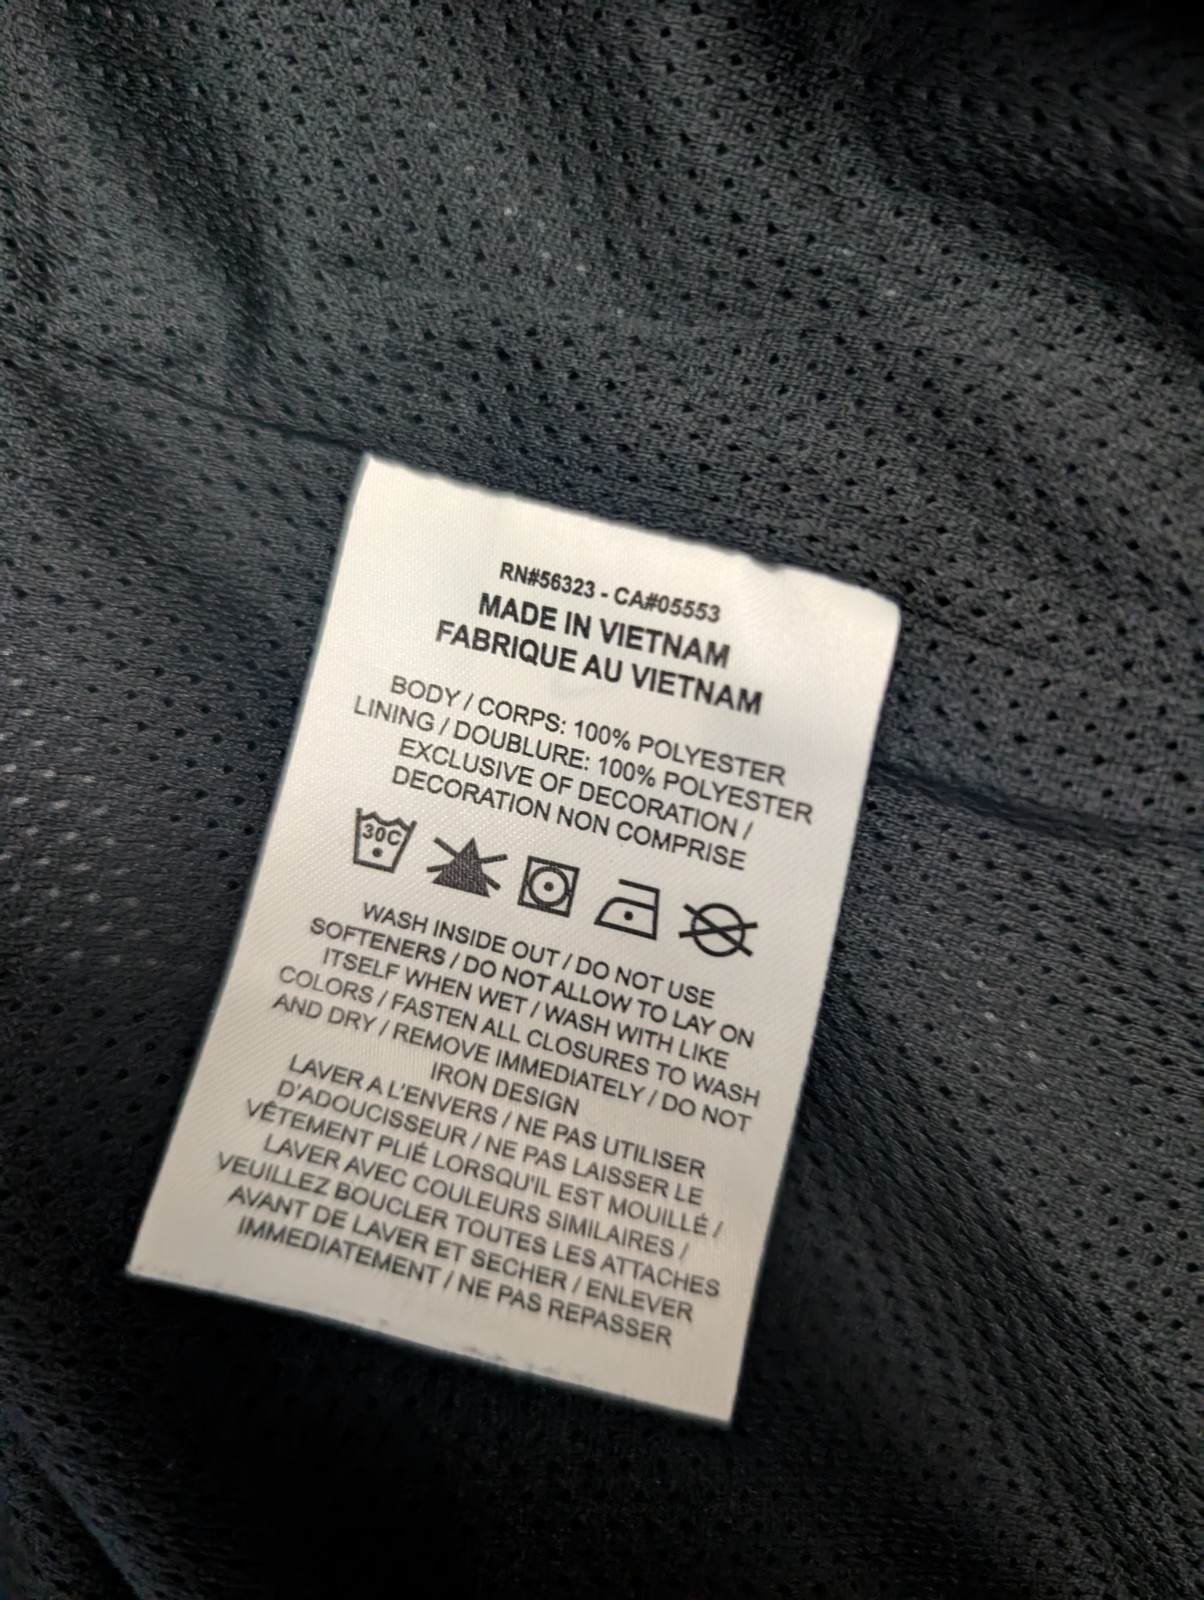 RN#56323 - CA#05553
MADE IN VIETNAM
FABRIQUE AU VIETNAM
BODY / CORPS: 100% POLYESTER
LINING / DOUBLURE: 100% POLYESTER
EXCLUSIVE OF DECORATION /
DECORATION NON COMPRISE
30C
WASH INSIDE OUT / DO NOT USE
SOFTENERS / DO NOT ALLOW TO LAY ON
ITSELF WHEN WET / WASH WITH LIKE
COLORS / FASTEN ALL CLOSURES TO WASH
AND DRY / REMOVE IMMEDIATELY / DO NOT
IRON DESIGN
LAVER A L'ENVERS / NE PAS UTILISER
D'ADOUCISSEUR / NE PAS LAISSER LE
VÊTEMENT PLIÉ LORSQU'IL EST MOUILLÉ /
LAVER AVEC COULEURS SIMILAIRES /
VEUILLEZ BOUCLER TOUTES LES ATTACHES
AVANT DE LAVER ET SECHER / ENLEVER
IMMEDIATEMENT / NE PAS REPASSER